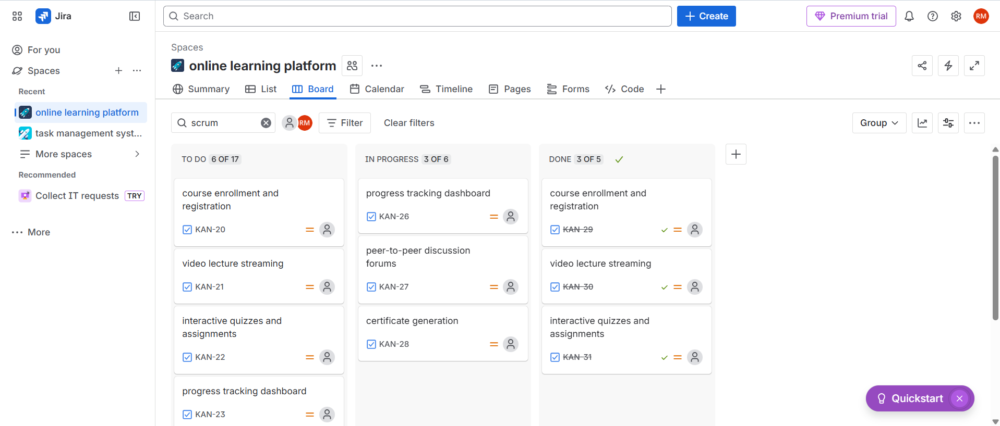 Jira
Search
Create
Premium trial
RM
For you
Spaces
Recent
online learning platform
task management syst...
More spaces
Recommended
Collect IT requests TRY
More
Spaces
online learning platform
Summary List Board Calendar Timeline Pages Forms Code
scrum RM Filter Clear filters Group
TO DO 6 OF 17
course enrollment and
registration
KAN-20
video lecture streaming
KAN-21
interactive quizzes and
assignments
KAN-22
progress tracking dashboard
KAN-23
IN PROGRESS 3 OF 6
progress tracking dashboard
KAN-26
peer-to-peer discussion
forums
KAN-27
certificate generation
KAN-28
DONE 3 OF 5
course enrollment and
registration
KAN-29
video lecture streaming
KAN-30
interactive quizzes and
assignments
KAN-31
Quickstart